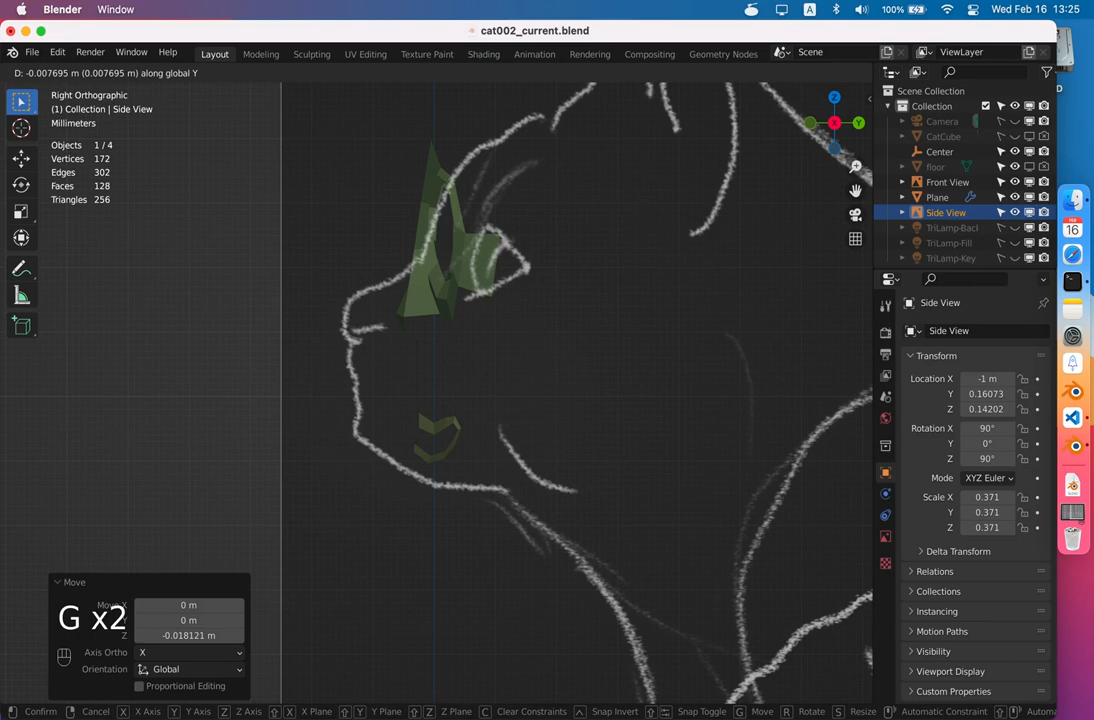 Blender Window 100% Wed Feb 16 13:25
cat002_current.blend
File Edit Render Window Help Layout Modeling Sculpting UV Editing Texture Paint Shading Animation Rendering Compositing Geometry Nodes Scene ViewLayer
D: -0.007695 m (0.007695 m) along global Y
Right Orthographic
(1) Collection | Side View
Millimeters
Objects 1 / 4
Vertices 172
Edges 302
Faces 128
Triangles 256
Z
X
Y
Scene Collection
Collection
Camera
CatCube
Center
floor
Front View
Plane
Side View
TriLamp-Back
TriLamp-Fill
TriLamp-Key
Side View
Side View
Transform
Location X -1 m
Y 0.16073
Z 0.14202
Rotation X 90°
Y 0°
Z 90°
Mode XYZ Euler
Scale X 0.371
Y 0.371
Z 0.371
Delta Transform
Relations
Collections
Instancing
Motion Paths
Visibility
Viewport Display
Custom Properties
Move
Move X 0 m
Y 0 m
Z -0.018121 m
G x2
Axis Ortho X
Orientation Global
Proportional Editing
Confirm Cancel X X Axis Y Y Axis Z Z Axis X X Plane Y Y Plane Z Z Plane C Clear Constraints Snap Invert Snap Toggle G Move R Rotate S Resize Automatic Constraint Automa